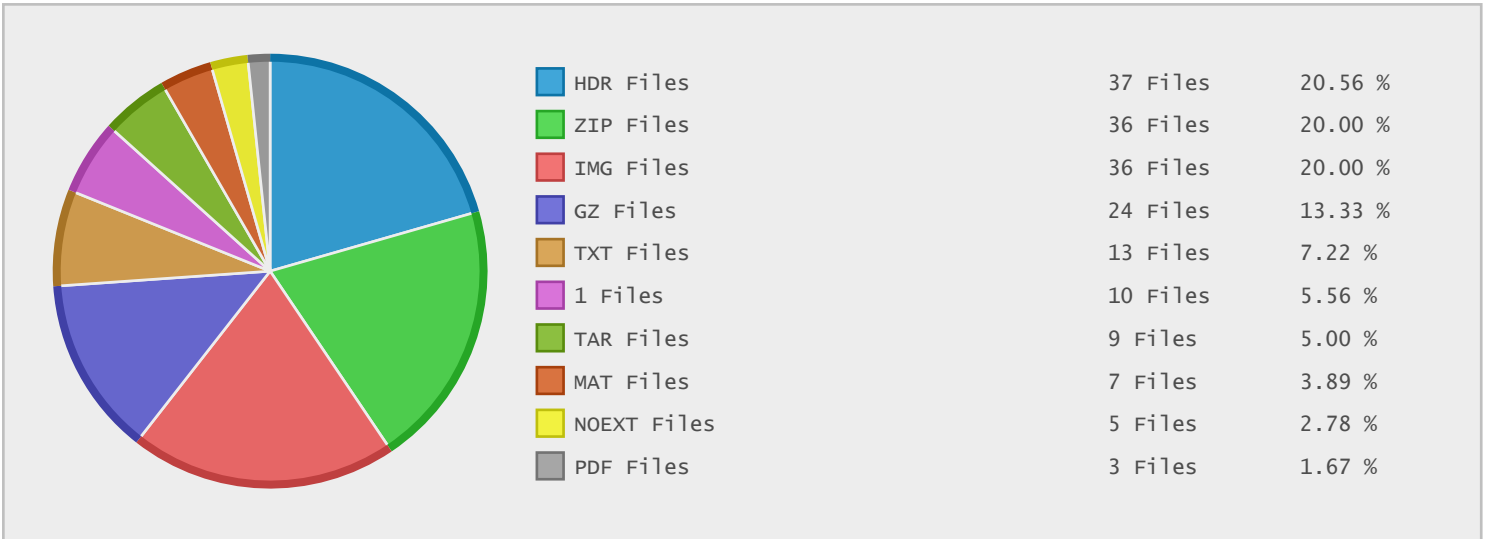 HDR Files 37 Files 20.56 %
ZIP Files 36 Files 20.00 %
IMG Files 36 Files 20.00 %
GZ Files 24 Files 13.33 %
TXT Files 13 Files 7.22 %
1 Files 10 Files 5.56 %
TAR Files 9 Files 5.00 %
MAT Files 7 Files 3.89 %
NOEXT Files 5 Files 2.78 %
PDF Files 3 Files 1.67 %